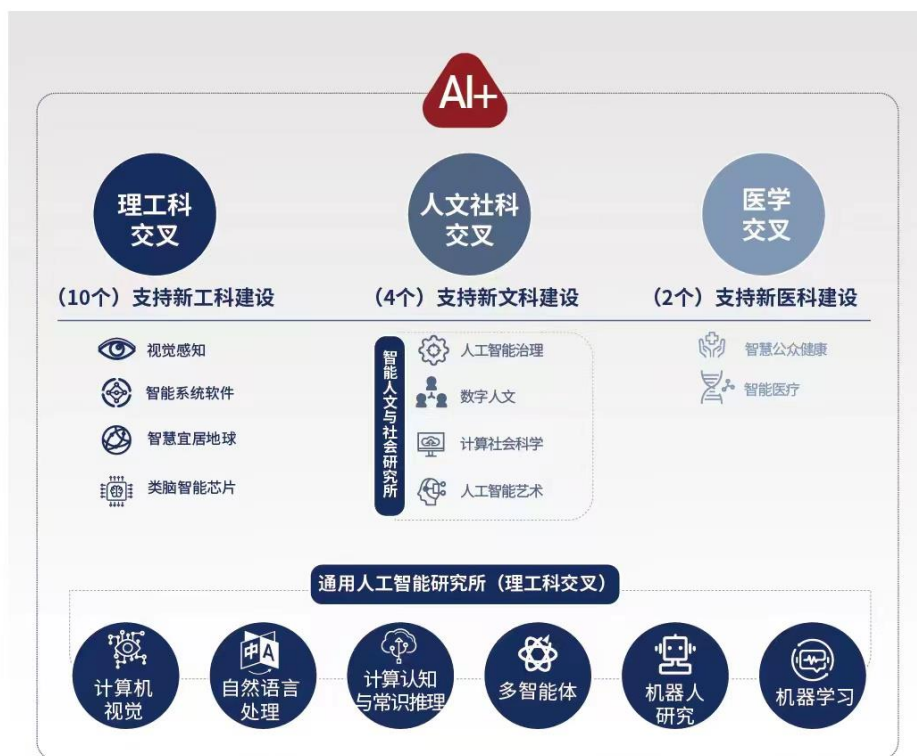 AI+
理工科
交叉
人文社科
交叉
医学
交叉
（10个）支持新工科建设
（4个）支持新文科建设
（2个）支持新医科建设
视觉感知
智能系统软件
智慧宜居地球
类脑智能芯片
智能人文与社会研究所
人工智能治理
数字人文
计算社会科学
人工智能艺术
智慧公众健康
智能医疗
通用人工智能研究所（理工科交叉）
计算机
视觉
中A
自然语言
处理
计算认知
与常识推理
多智能体
机器人
研究
机器学习